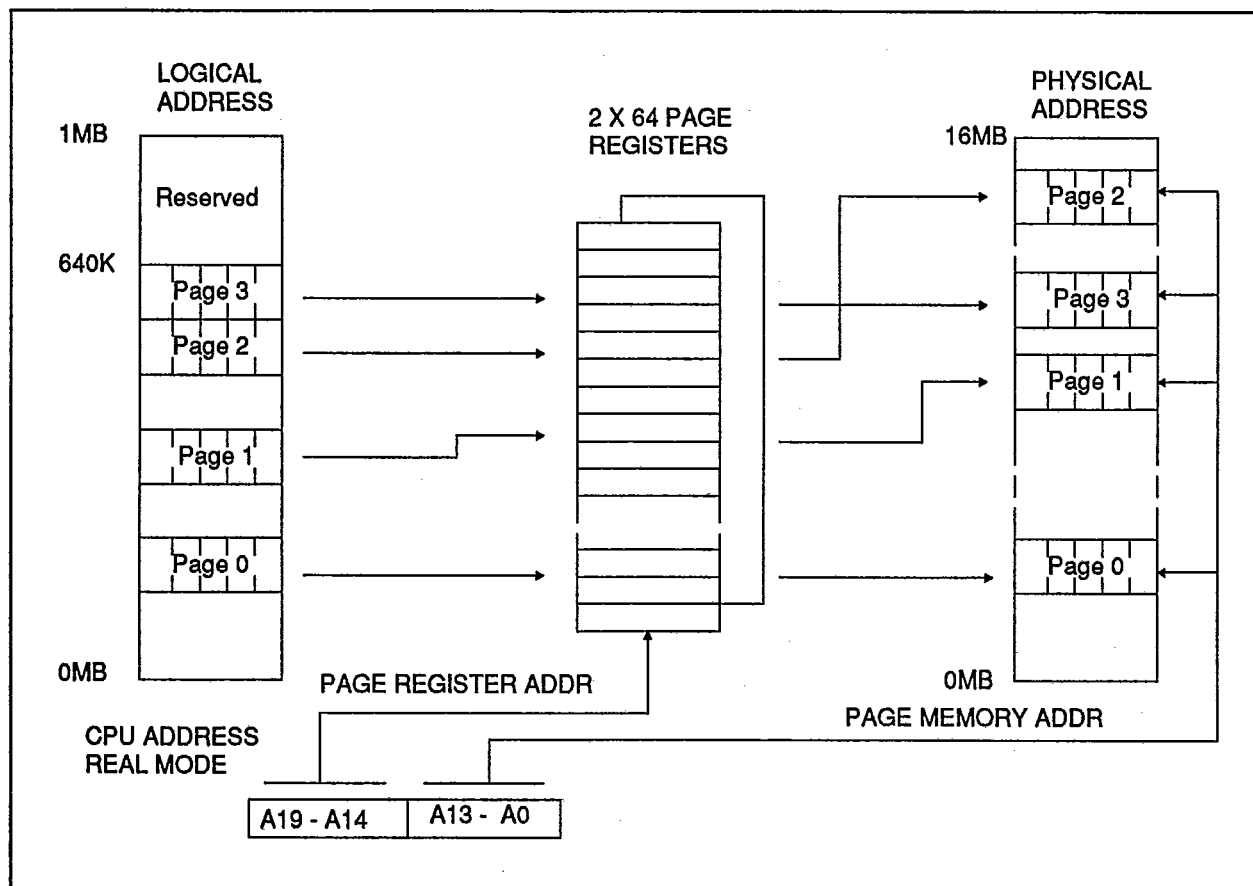 LOGICAL
ADDRESS
1MB
Reserved
640K
Page 3
Page 2
Page 1
Page 0
0MB
2 X 64 PAGE
REGISTERS
PHYSICAL
ADDRESS
16MB
Page 2
Page 3
Page 1
Page 0
0MB
PAGE REGISTER ADDR
PAGE MEMORY ADDR
CPU ADDRESS
REAL MODE
A19 - A14
A13 - A0